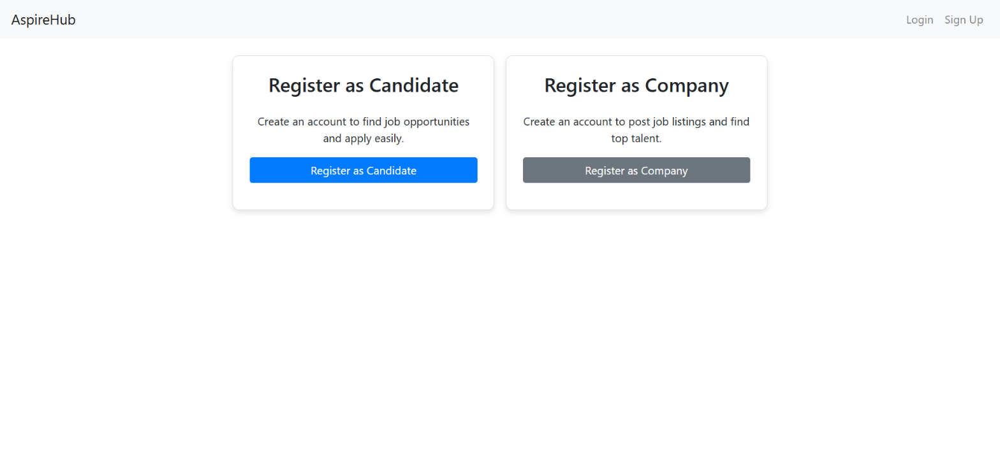 AspireHub
Login Sign Up
Register as Candidate
Create an account to find job opportunities
and apply easily.
Register as Candidate
Register as Company
Create an account to post job listings and find
top talent.
Register as Company